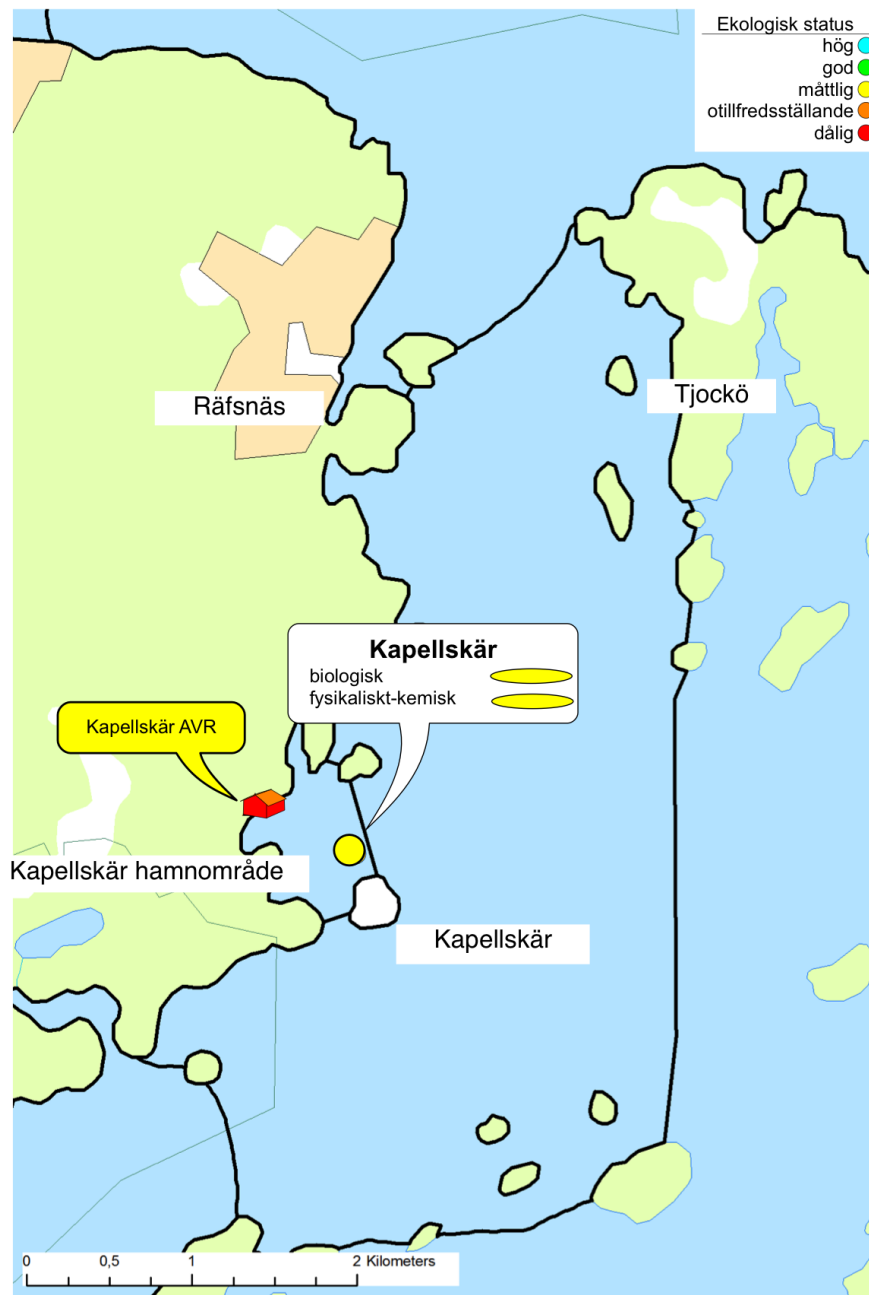 Ekologisk status
hög
god
måttlig
otillfredsställande
dålig
Räfsnäs
Tjockö
Kapellskär
biologisk
fysikaliskt-kemisk
Kapellskär AVR
Kapellskär hamnområde
Kapellskär
0 0,5 1 2 Kilometers